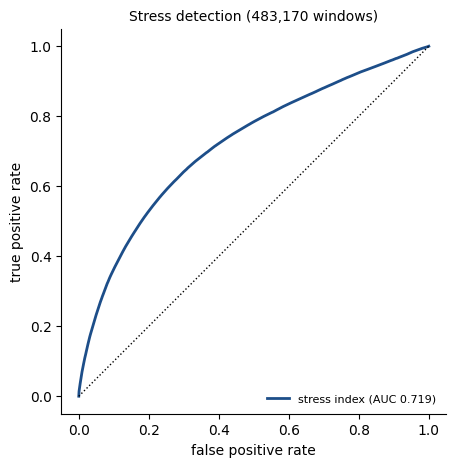 Stress detection (483,170 windows)
true positive rate
1.0
0.8
0.6
0.4
0.2
0.0
stress index (AUC 0.719)
0.0 0.2 0.4 0.6 0.8 1.0
false positive rate